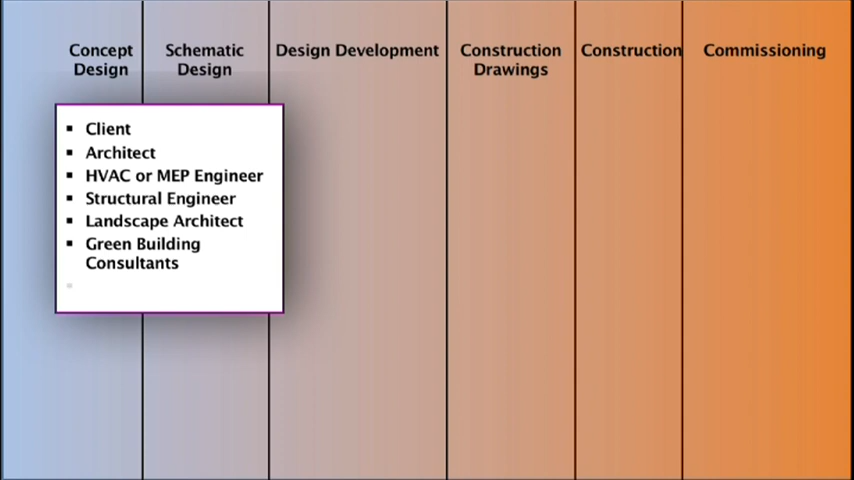 Concept Design
Schematic Design
Design Development
Construction Drawings
Construction
Commissioning
▪ Client
▪ Architect
▪ HVAC or MEP Engineer
▪ Structural Engineer
▪ Landscape Architect
▪ Green Building
Consultants